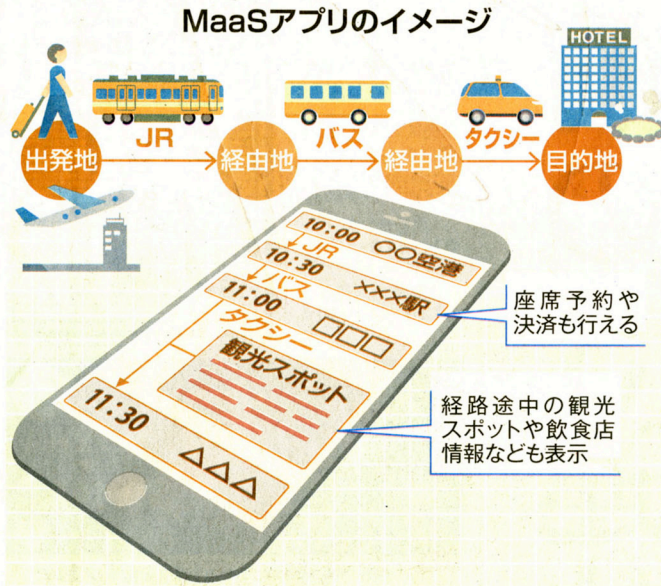 MaaSアプリのイメージ
HOTEL
JR
バス
タクシー
出発地
経由地
経由地
目的地
10:00 〇〇空港
JR
10:30 ×××駅
バス
11:00 □□□
タクシー
観光スポット
11:30 △△△
座席予約や
決済も行える
経路途中の観光
スポットや飲食店
情報なども表示